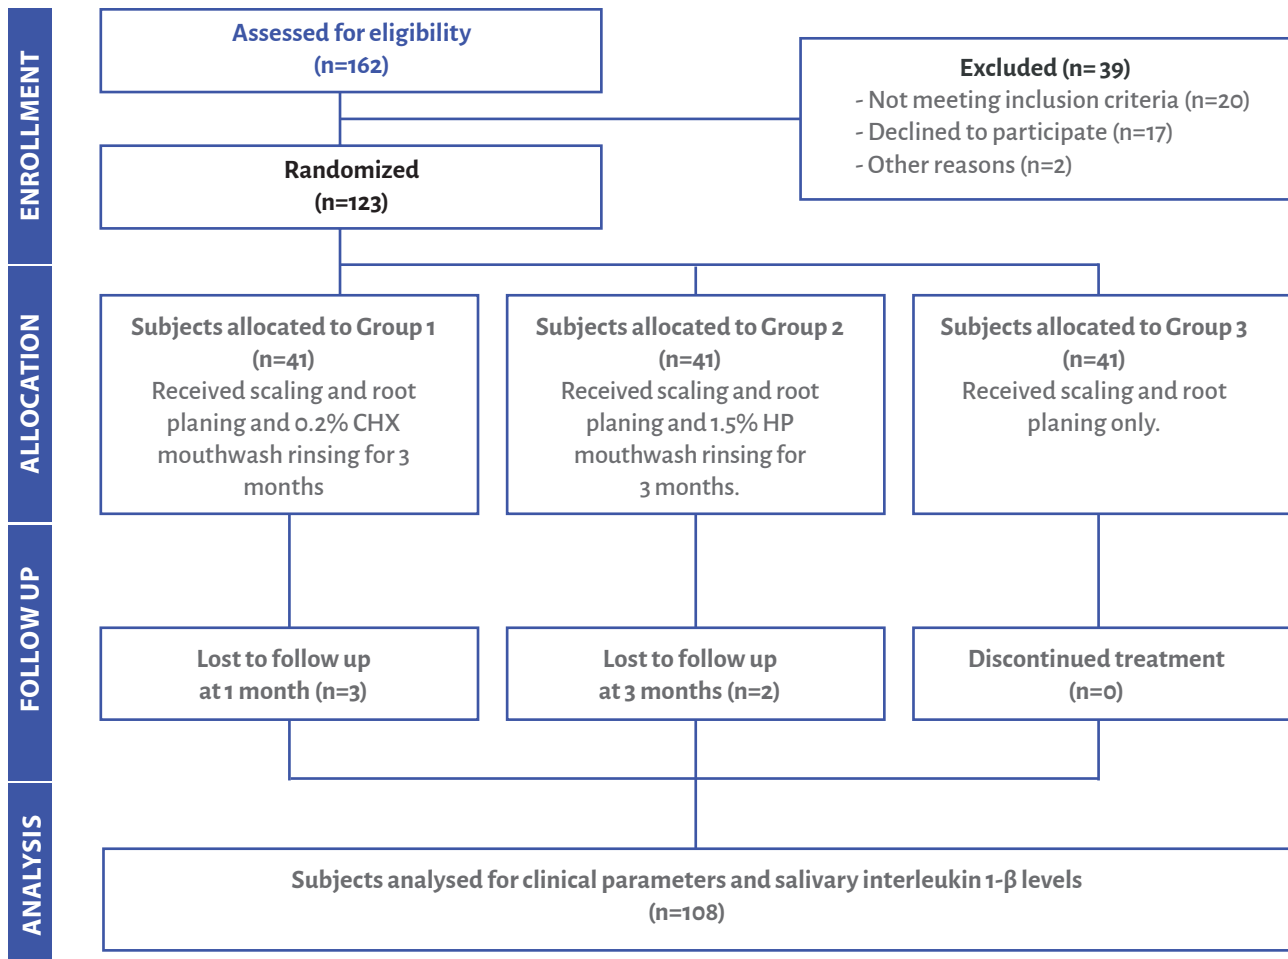 ENROLLMENT
Assessed for eligibility
(n=162)
Excluded (n= 39)
- Not meeting inclusion criteria (n=20)
- Declined to participate (n=17)
- Other reasons (n=2)
Randomized
(n=123)
ALLOCATION
Subjects allocated to Group 1
(n=41)
Received scaling and root
planing and 0.2% CHX
mouthwash rinsing for 3
months
Subjects allocated to Group 2
(n=41)
Received scaling and root
planing and 1.5% HP
mouthwash rinsing for
3 months.
Subjects allocated to Group 3
(n=41)
Received scaling and root
planing only.
FOLLOW UP
Lost to follow up
at 1 month (n=3)
Lost to follow up
at 3 months (n=2)
Discontinued treatment
(n=0)
ANALYSIS
Subjects analysed for clinical parameters and salivary interleukin 1-β levels
(n=108)